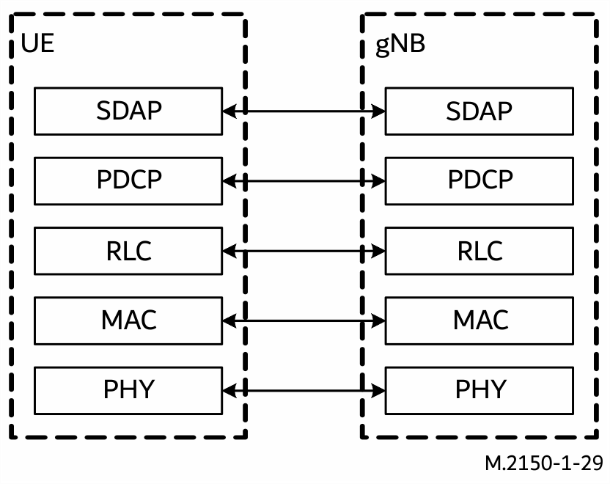 UE gNB
SDAP SDAP
PDCP PDCP
RLC RLC
MAC MAC
PHY PHY
M.2150-1-29